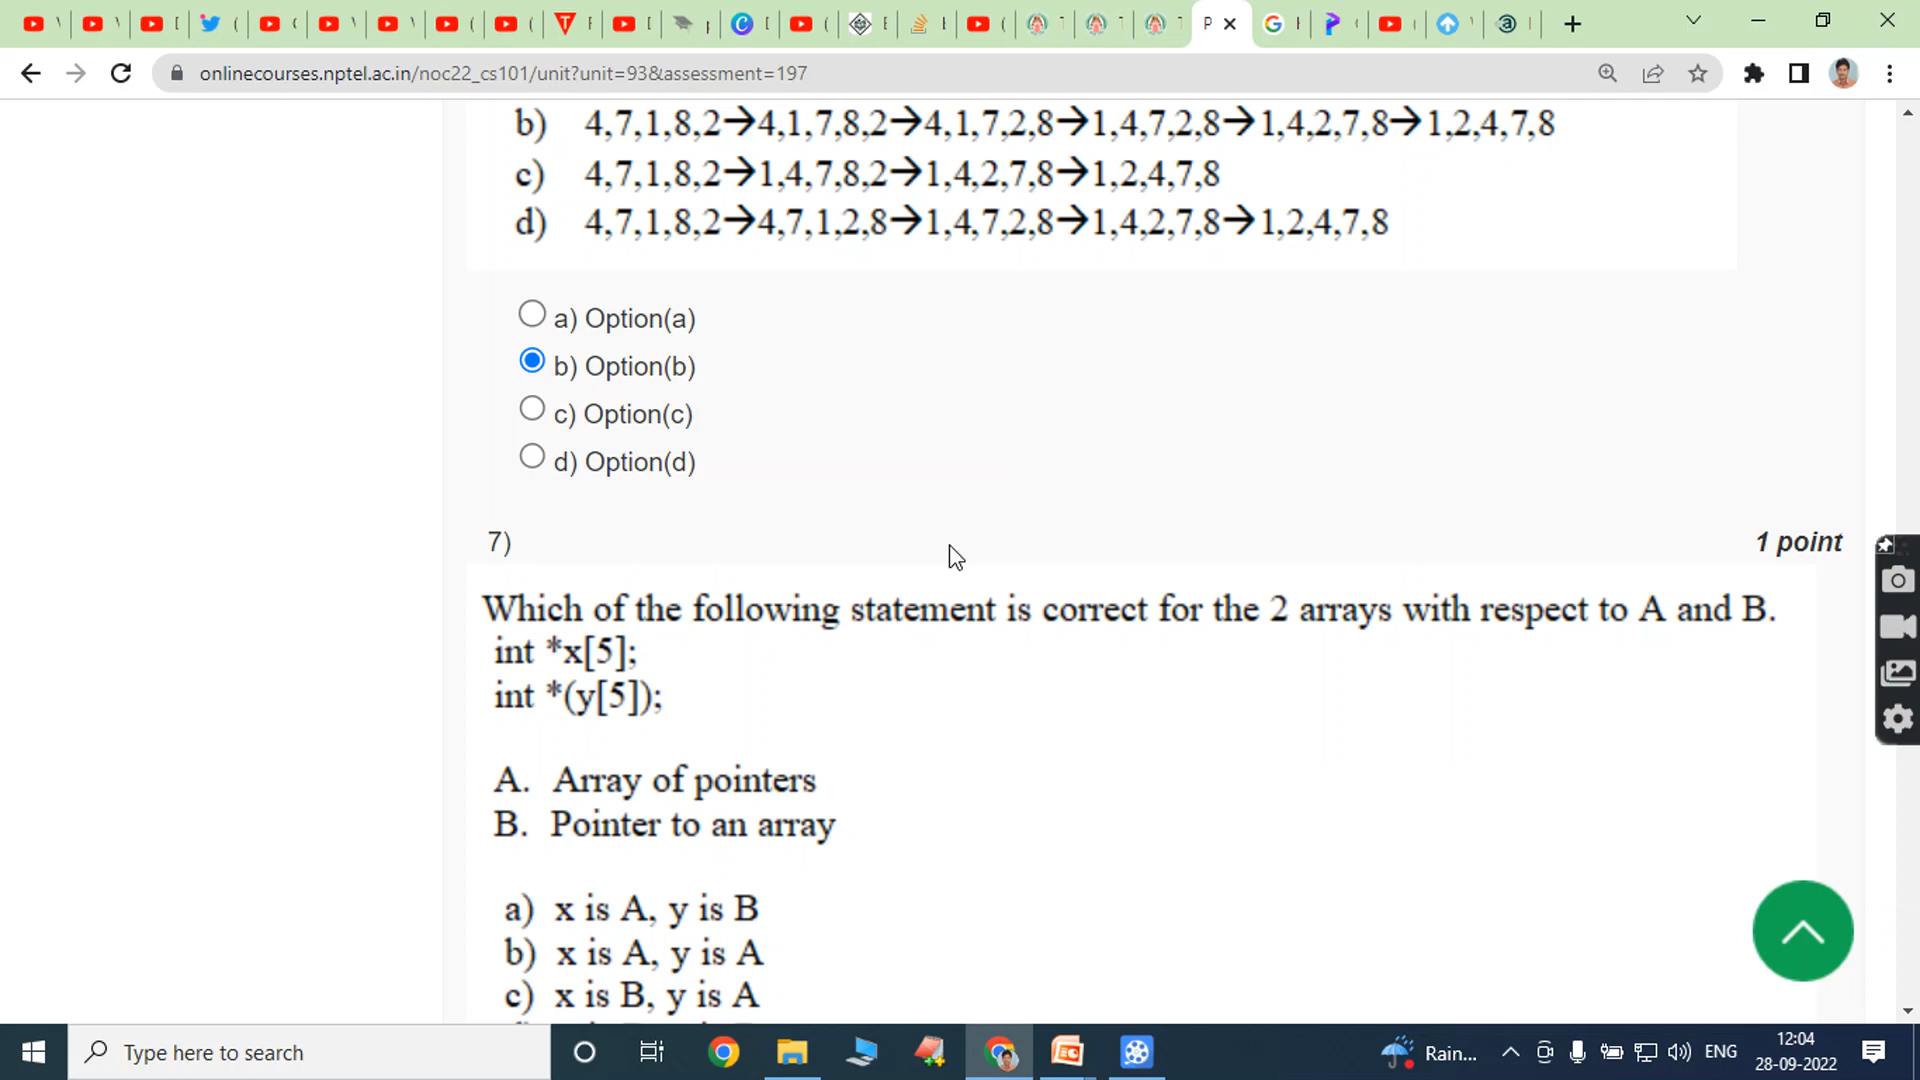 onlinecourses.nptel.ac.in/noc22_cs101/unit?unit=93&assessment=197
b) 4,7,1,8,2→4,1,7,8,2→4,1,7,2,8→1,4,7,2,8→1,4,2,7,8→1,2,4,7,8
c) 4,7,1,8,2→1,4,7,8,2→1,4,2,7,8→1,2,4,7,8
d) 4,7,1,8,2→4,7,1,2,8→1,4,7,2,8→1,4,2,7,8→1,2,4,7,8
a) Option(a)
b) Option(b)
c) Option(c)
d) Option(d)
7) 1 point
Which of the following statement is correct for the 2 arrays with respect to A and B.
int *x[5];
int *(y[5]);
A. Array of pointers
B. Pointer to an array
a) x is A, y is B
b) x is A, y is A
c) x is B, y is A
Type here to search
Rain...
ENG
12:04
28-09-2022